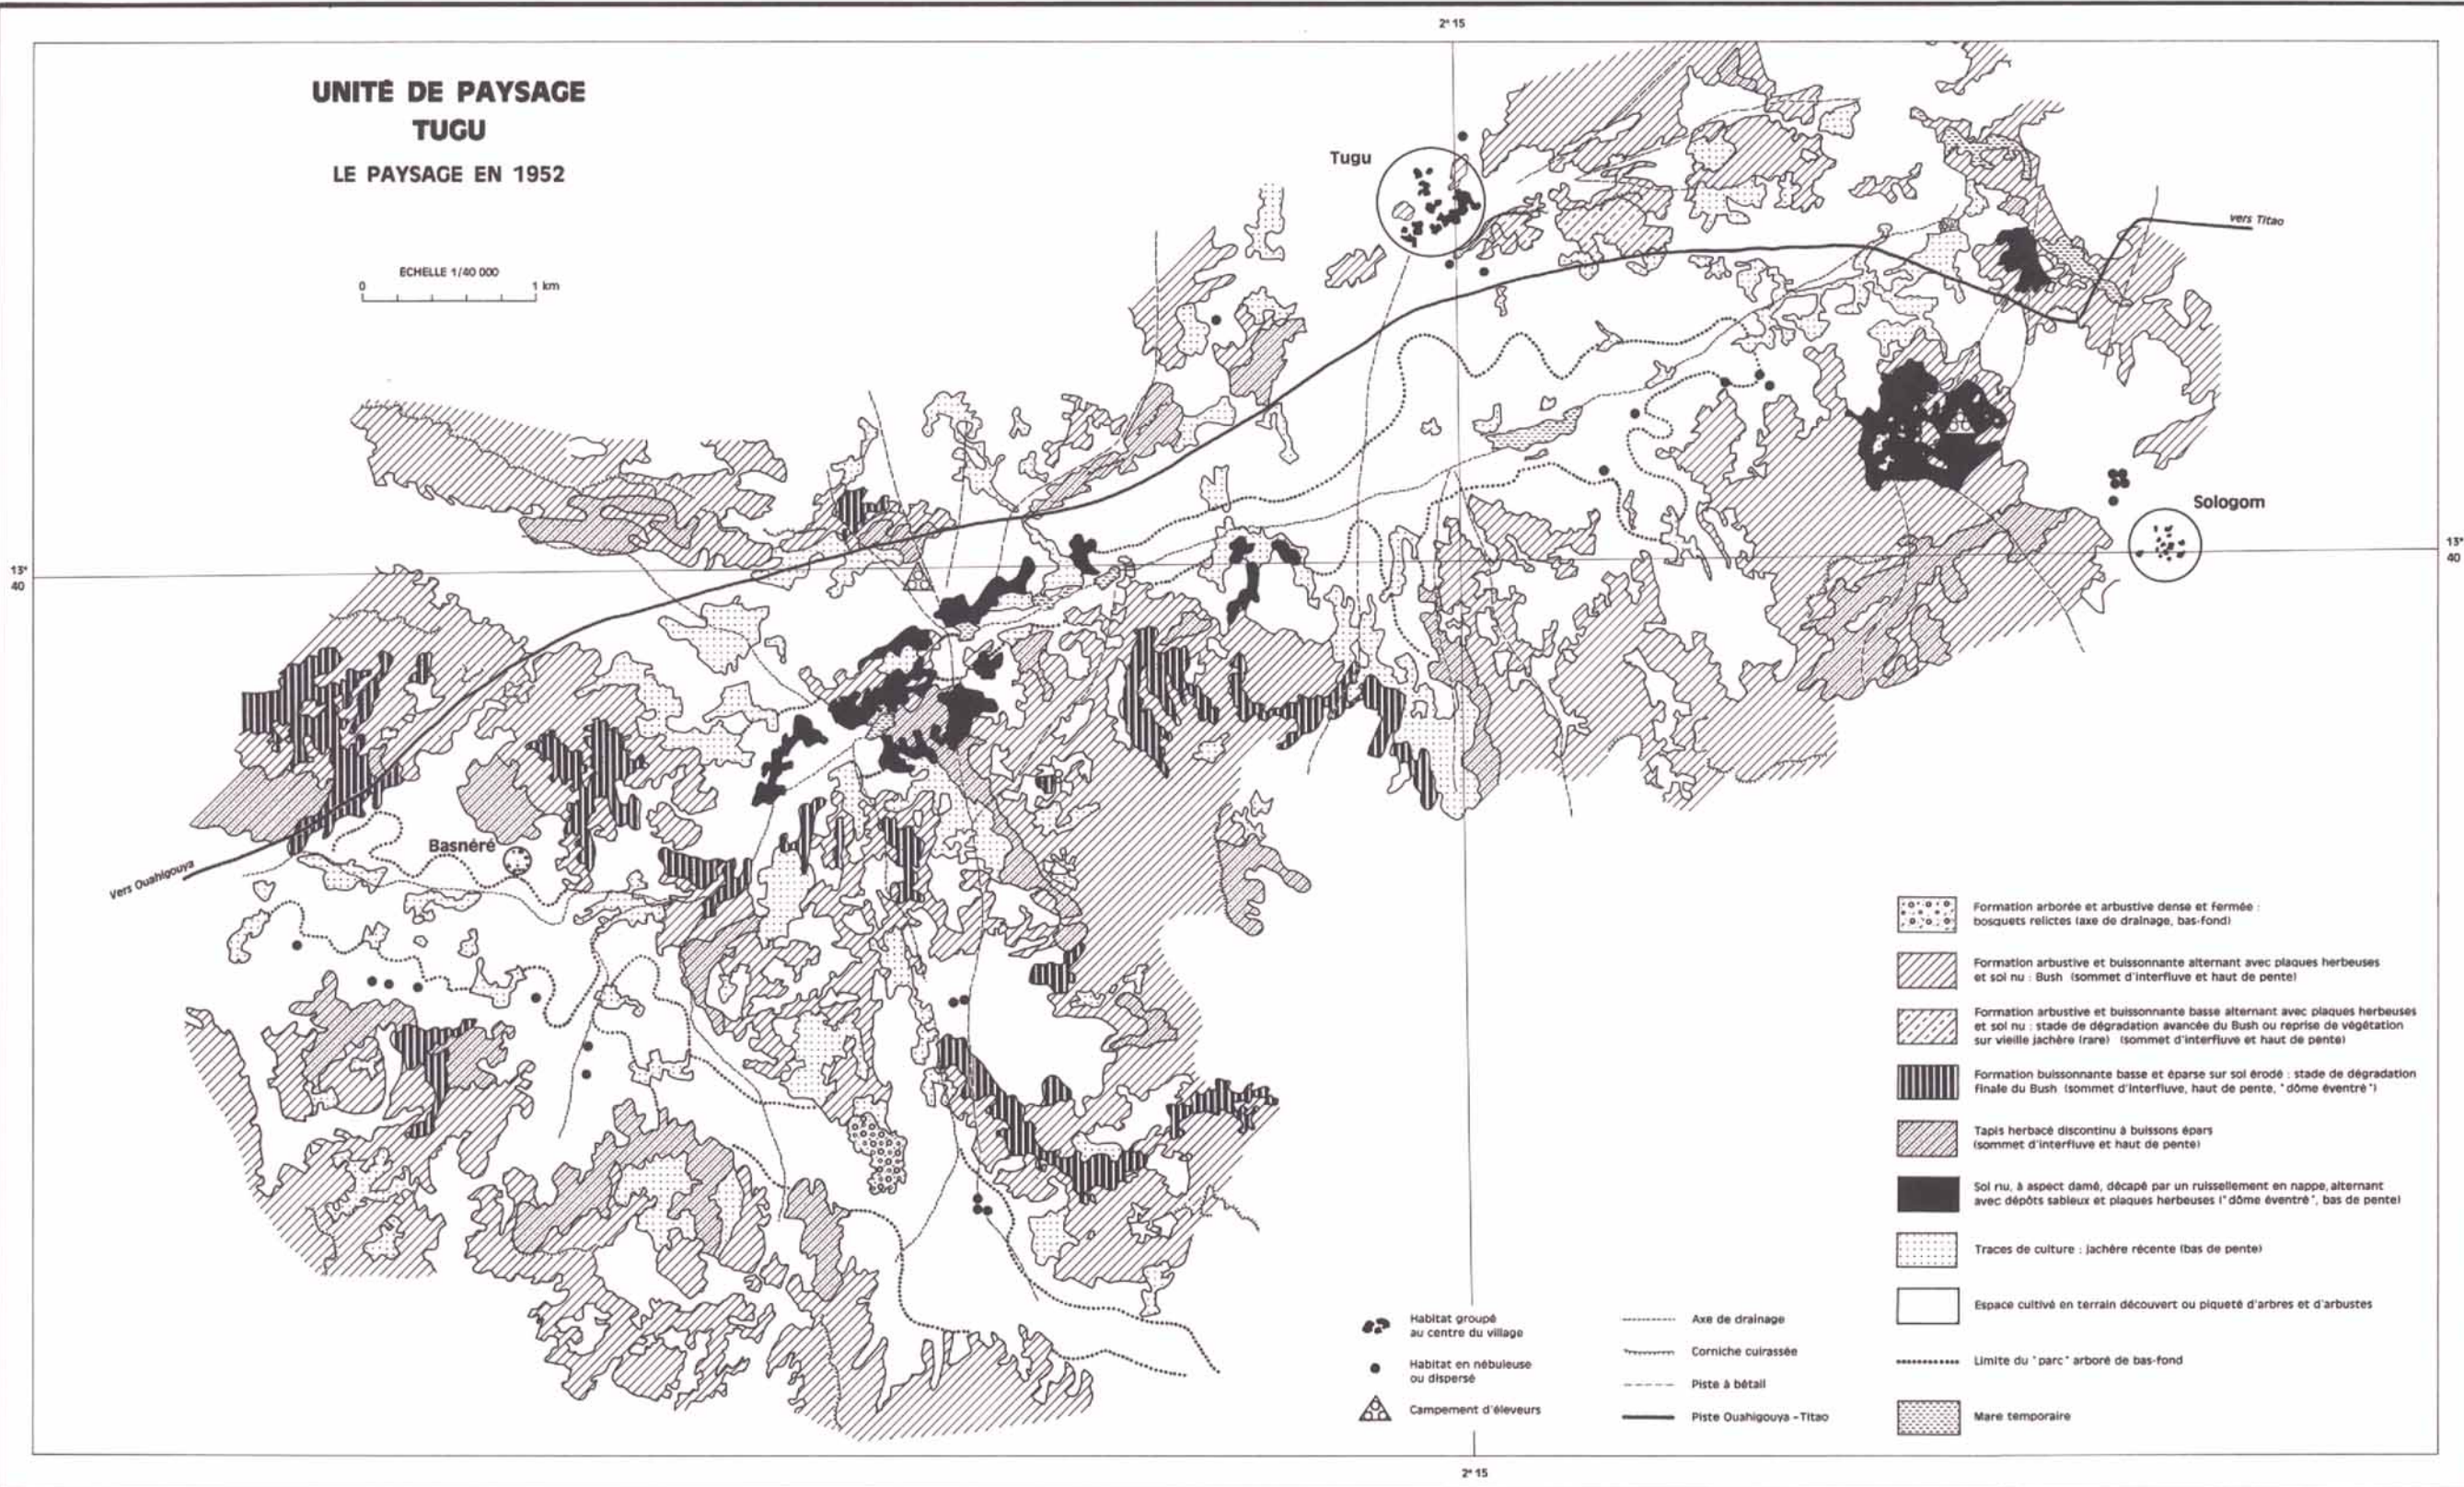 2° 15
UNITÉ DE PAYSAGE
TUGU
LE PAYSAGE EN 1952
ECHELLE 1/40 000
0 1 km
Tugu
vers Titao
Sologom
13°
40
13°
40
Basnéré
Vers Ouahigouya
Formation arborée et arbustive dense et fermée :
bosquets relictes (axe de drainage, bas-fond)
Formation arbustive et buissonnante alternant avec plaques herbeuses
et sol nu : Bush (sommet d'interfluve et haut de pente)
Formation arbustive et buissonnante basse alternant avec plaques herbeuses
et sol nu : stade de dégradation avancée du Bush ou reprise de végétation
sur vieille jachère (rare) (sommet d'interfluve et haut de pente)
Formation buissonnante basse et éparse sur sol érodé : stade de dégradation
finale du Bush (sommet d'interfluve, haut de pente, "dôme éventré")
Tapis herbacé discontinu à buissons épars
(sommet d'interfluve et haut de pente)
Sol nu, à aspect damé, décapé par un ruissellement en nappe, alternant
avec dépôts sableux et plaques herbeuses ("dôme éventré", bas de pente)
Traces de culture : jachère récente (bas de pente)
Espace cultivé en terrain découvert ou piqueté d'arbres et d'arbustes
Limite du "parc" arboré de bas-fond
Mare temporaire
Habitat groupé
au centre du village
Habitat en nébuleuse
ou dispersé
Campement d'éleveurs
Axe de drainage
Corniche cuirassée
Piste à bétail
Piste Ouahigouya - Titao
2° 15